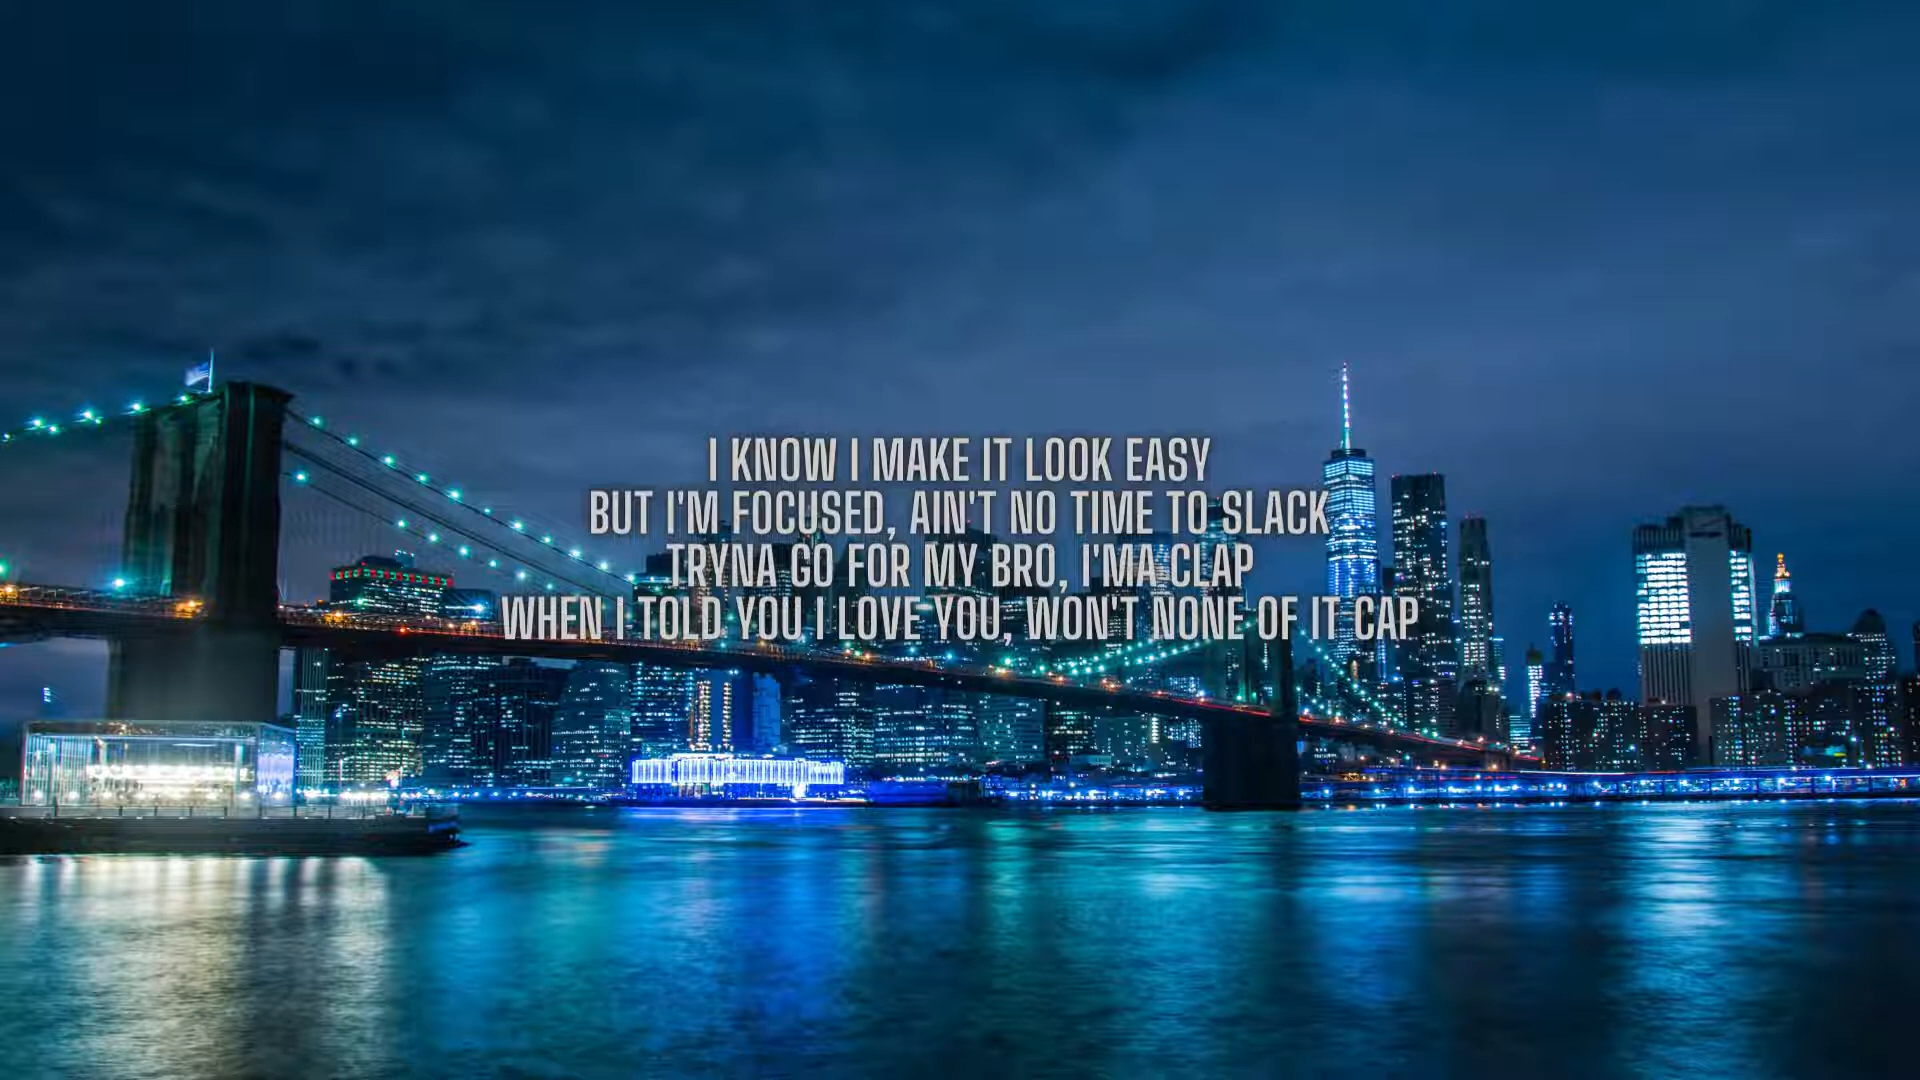 I KNOW I MAKE IT LOOK EASY
BUT I'M FOCUSED, AIN'T NO TIME TO SLACK
TRYNA GO FOR MY BRO, I'MA CLAP
WHEN I TOLD YOU I LOVE YOU, WON'T NONE OF IT CAP